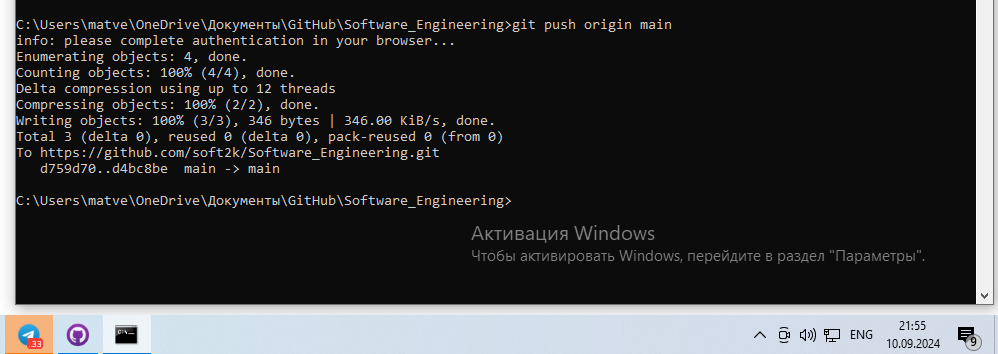 C:\Users\matve\OneDrive\Документы\GitHub\Software_Engineering>git push origin main
info: please complete authentication in your browser...
Enumerating objects: 4, done.
Counting objects: 100% (4/4), done.
Delta compression using up to 12 threads
Compressing objects: 100% (2/2), done.
Writing objects: 100% (3/3), 346 bytes | 346.00 KiB/s, done.
Total 3 (delta 0), reused 0 (delta 0), pack-reused 0 (from 0)
To https://github.com/soft2k/Software_Engineering.git
   d759d70..d4bc8be  main -> main
C:\Users\matve\OneDrive\Документы\GitHub\Software_Engineering>
Активация Windows
Чтобы активировать Windows, перейдите в раздел "Параметры".
.33
C:\.
ENG
21:55
10.09.2024
9